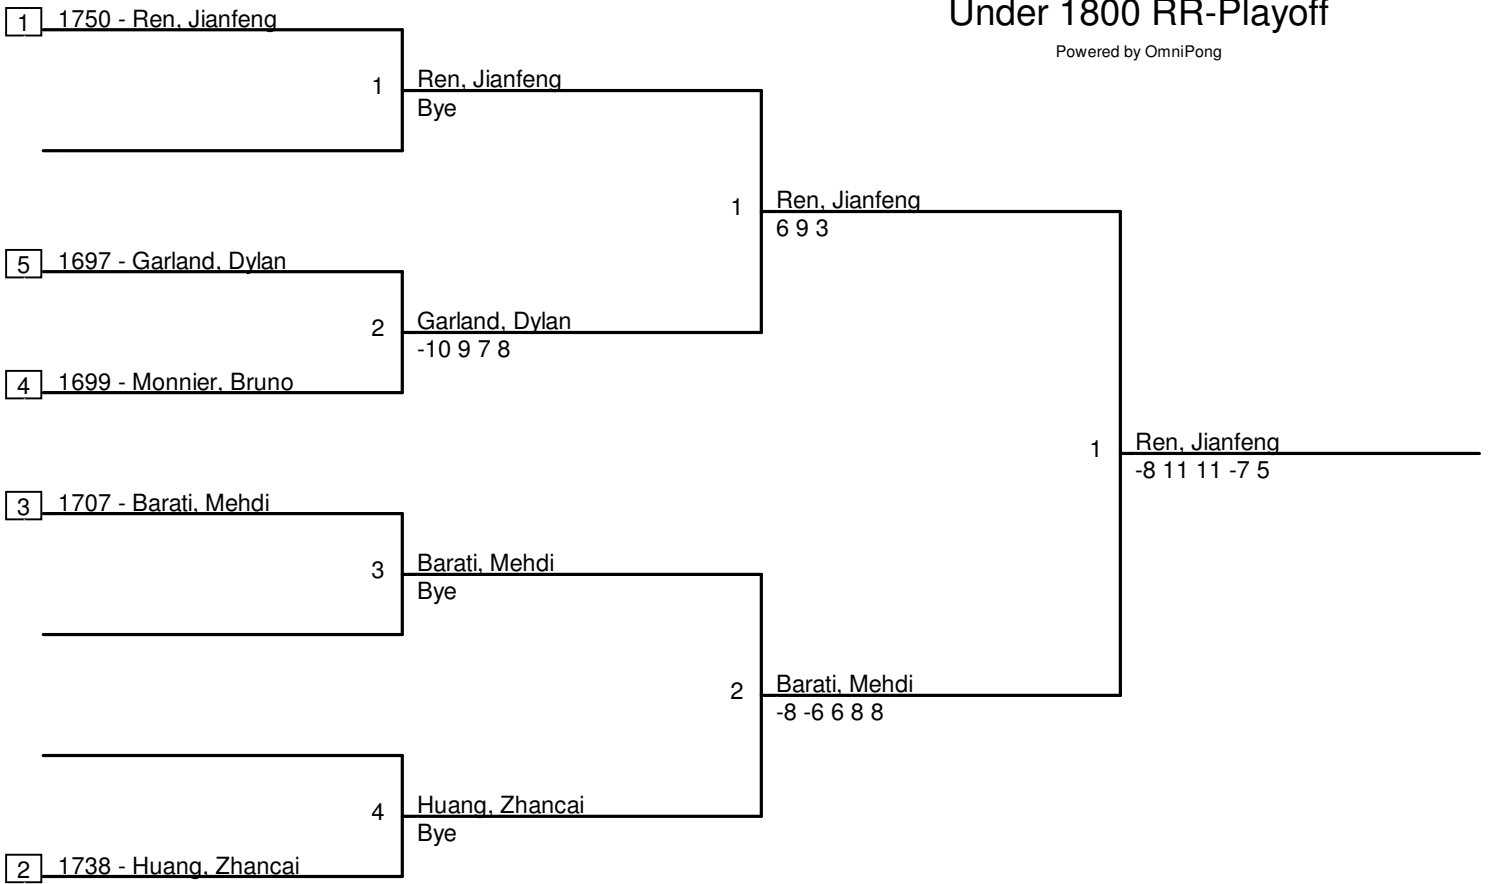 Under 1800 RR-Playoff
Powered by OmniPong
1 1750 - Ren, Jianfeng
1 Ren, Jianfeng
Bye
1 Ren, Jianfeng
6 9 3
5 1697 - Garland, Dylan
2 Garland, Dylan
-10 9 7 8
4 1699 - Monnier, Bruno
1 Ren, Jianfeng
-8 11 11 -7 5
3 1707 - Barati, Mehdi
3 Barati, Mehdi
Bye
2 Barati, Mehdi
-8 -6 6 8 8
4 Huang, Zhancai
Bye
2 1738 - Huang, Zhancai